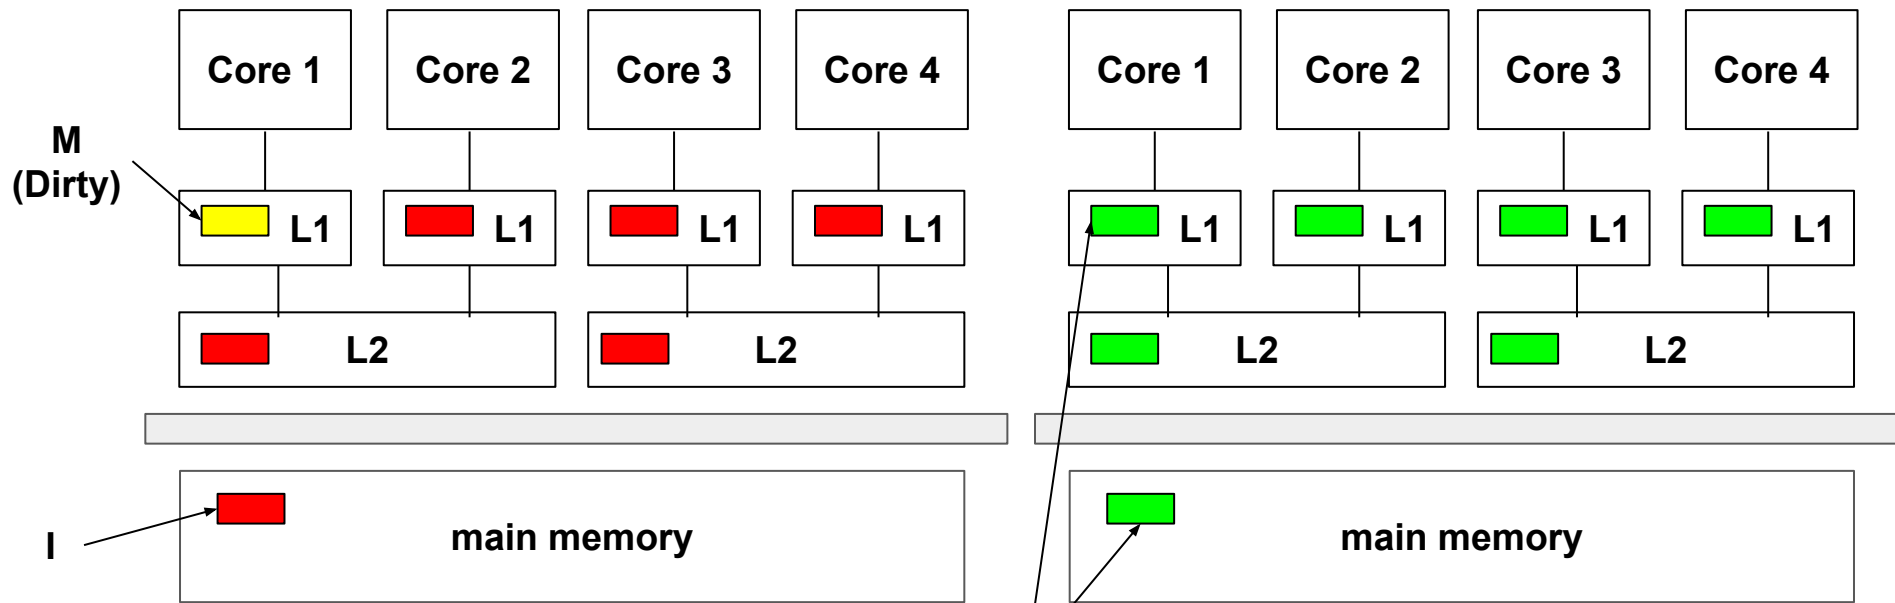 Core 1 Core 2 Core 3 Core 4 Core 1 Core 2 Core 3 Core 4
M
(Dirty)
L1 L1 L1 L1 L1 L1 L1 L1
L2 L2 L2 L2
I
main memory main memory